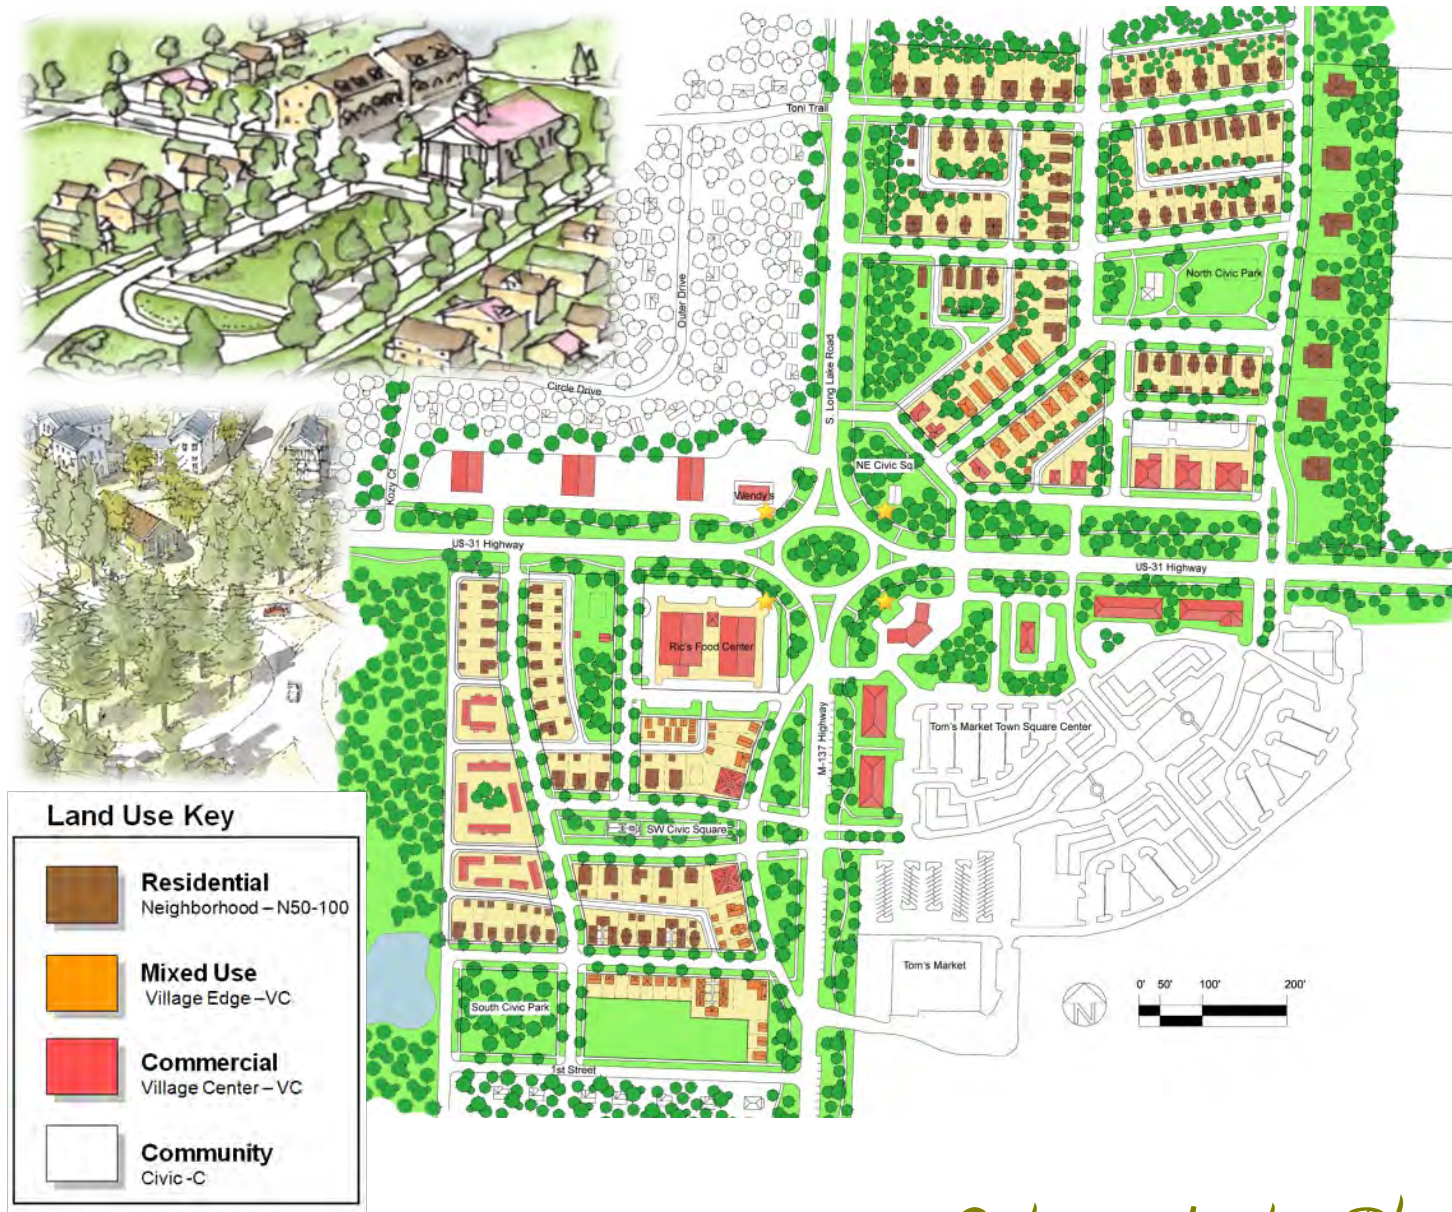 Toni Trail
Outer Drive
North Civic Park
S. Long Lake Road
Circle Drive
NE Civic Sq.
Kozy Ct
Wendy's
US-31 Highway
US-31 Highway
Ric's Food Center
M-137 Highway
Tom's Market Town Square Center
SW Civic Square
Tom's Market
South Civic Park
1st Street
N
0' 50' 100' 200'
Land Use Key
Residential
Neighborhood – N50-100
Mixed Use
Village Edge –VC
Commercial
Village Center – VC
Community
Civic -C